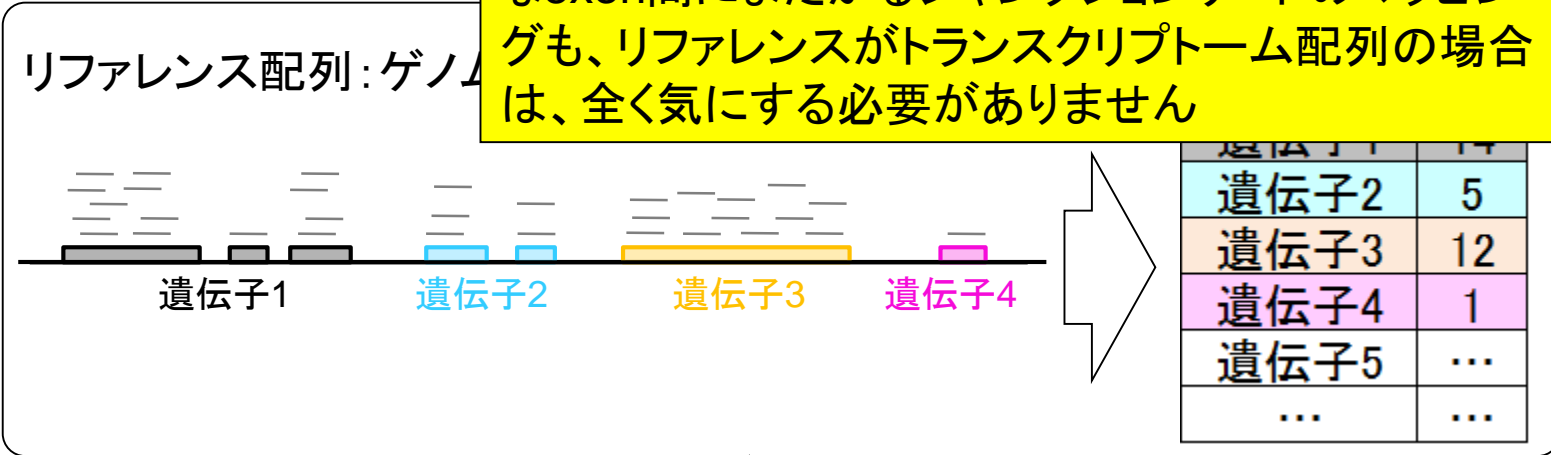 グも、リファレンスがトランスクリプトーム配列の場合
は、全く気にする必要がありません
リファレンス配列:ゲノ
遺伝子2 5
遺伝子3 12
遺伝子4 1
遺伝子5 …
… …
遺伝子1 遺伝子2 遺伝子3 遺伝子4